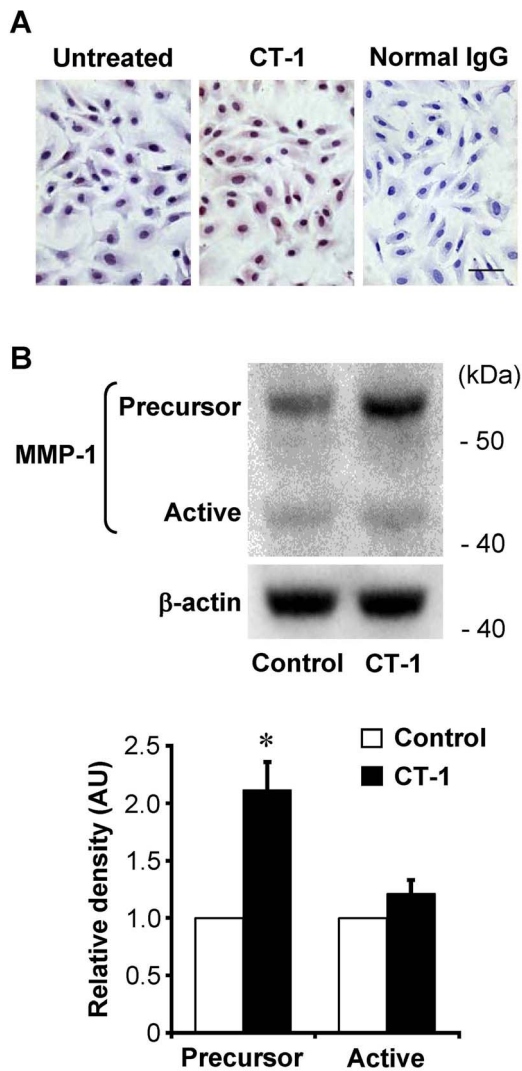 A
Untreated CT-1 Normal IgG
B
(kDa)
Precursor
- 50
MMP-1
Active
- 40
β-actin
- 40
Control CT-1
2.5
*
Control
CT-1
2.0
1.5
1.0
0.5
0
Relative density (AU)
Precursor Active